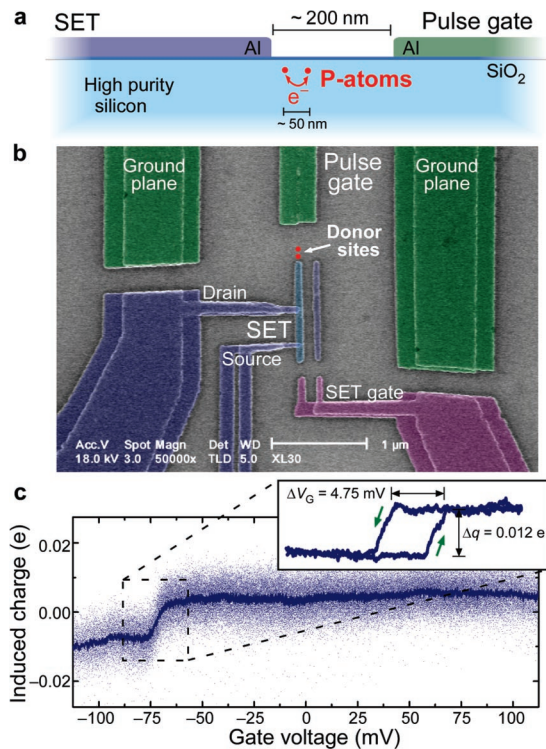 a
SET
~ 200 nm
Pulse gate
Al
Al
SiO₂
High purity
silicon
P-atoms
e⁻
~ 50 nm
b
Ground
plane
Pulse
gate
Ground
plane
Donor
sites
Drain
SET
Source
SET gate
Acc.V Spot Magn Det WD
18.0 kV 3.0 50000x TLD 5.0 XL30
1 µm
c
ΔV_G = 4.75 mV
Δq = 0.012 e
Induced charge (e)
0.02
0.00
−0.02
−100 −75 −50 −25 0 25 50 75 100
Gate voltage (mV)